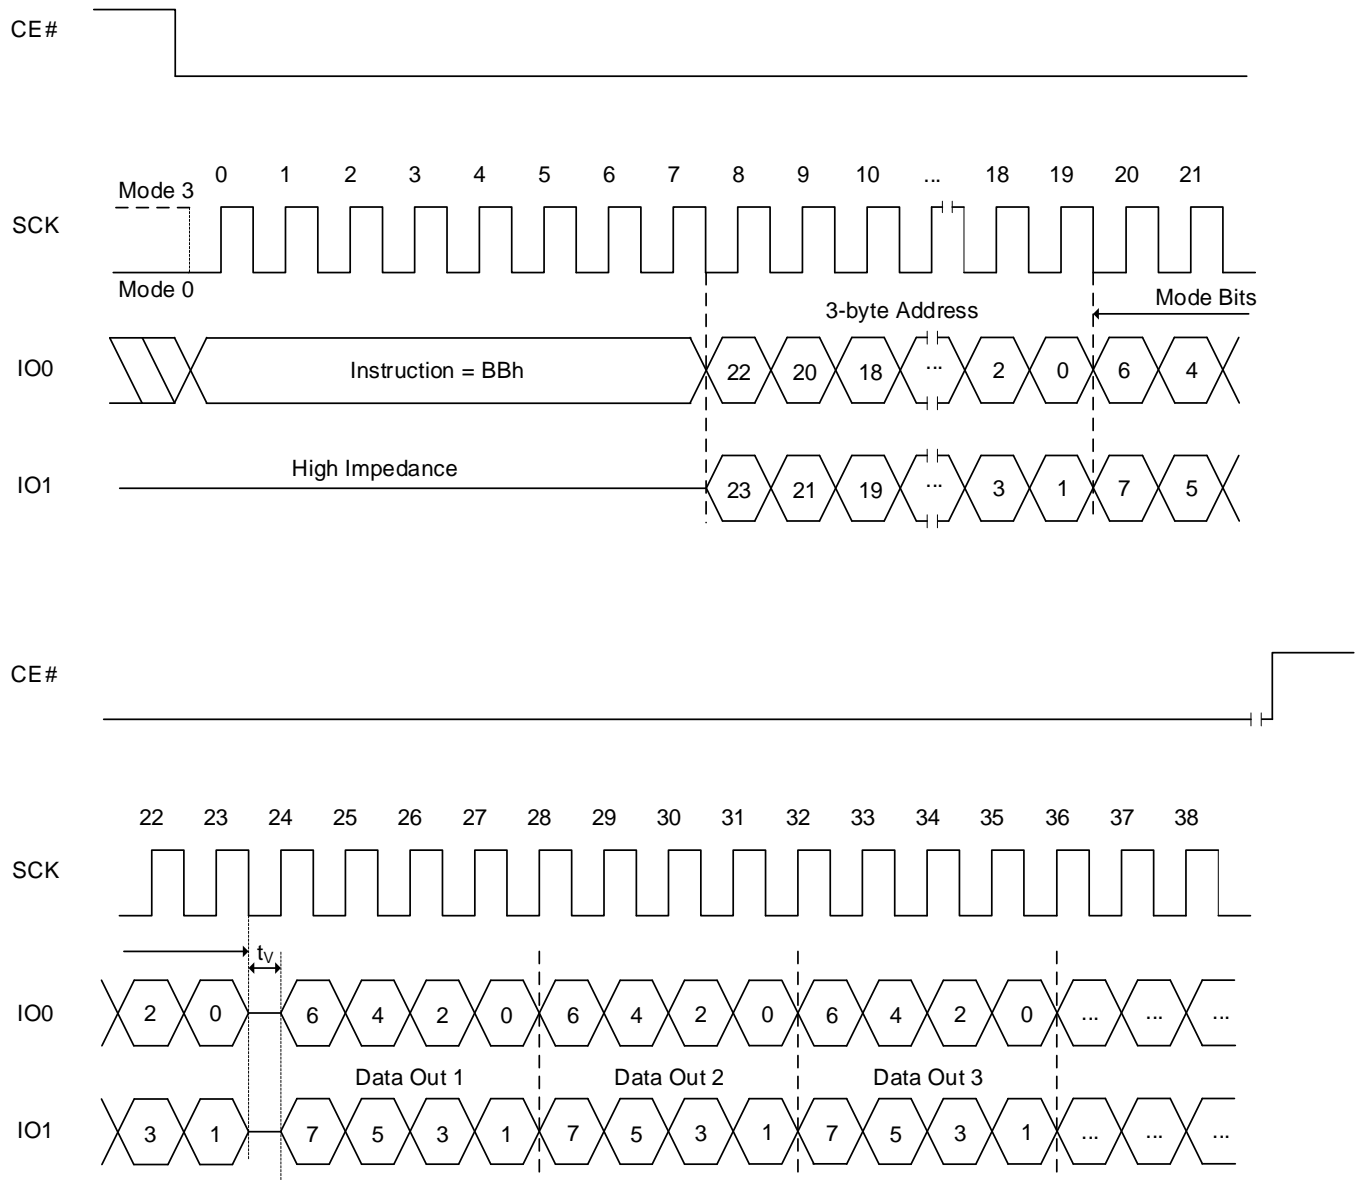 CE#
0 1 2 3 4 5 6 7 8 9 10 ... 18 19 20 21
Mode 3
SCK
Mode 0
3-byte Address
Mode Bits
IO0
Instruction = BBh
22 20 18 ... 2 0 6 4
High Impedance
IO1
23 21 19 ... 3 1 7 5
CE#
22 23 24 25 26 27 28 29 30 31 32 33 34 35 36 37 38
SCK
tV
IO0
2 0 6 4 2 0 6 4 2 0 6 4 2 0 ... ... ...
Data Out 1 Data Out 2 Data Out 3
IO1
3 1 7 5 3 1 7 5 3 1 7 5 3 1 ... ... ...